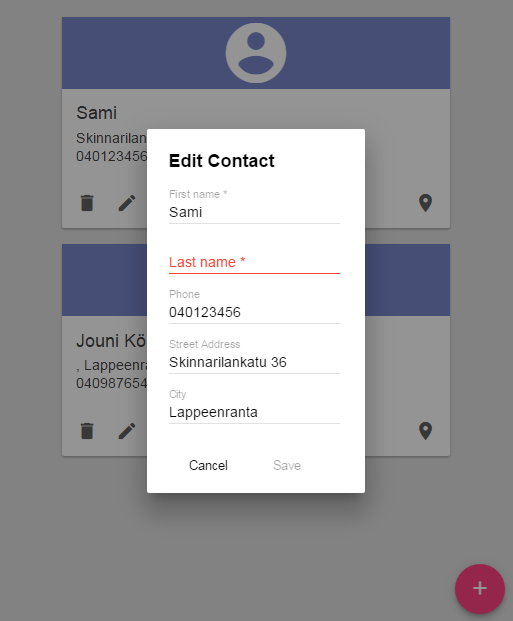 Sami
Skinnarilan
040123456
Edit Contact
First name *
Sami
Last name *
Phone
040123456
Street Address
Skinnarilankatu 36
City
Lappeenranta
Cancel Save
Jouni Kö
, Lappeenra
04098765
+